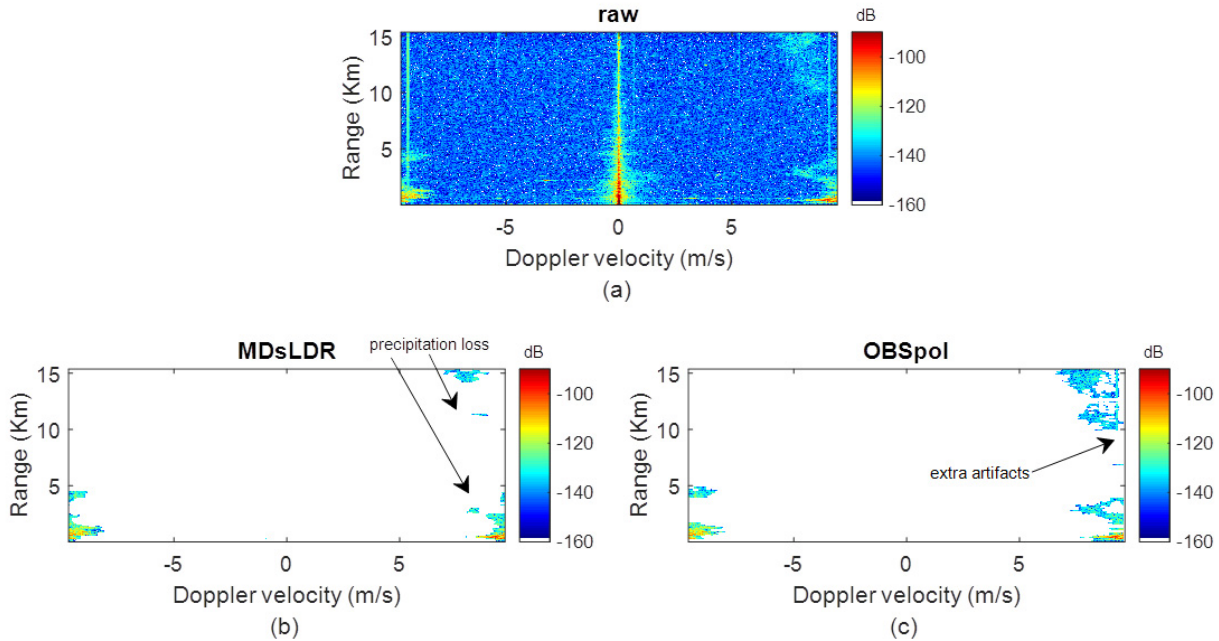 raw
dB
15
10
5
-100
-120
-140
-160
Range (Km)
-5
0
5
Doppler velocity (m/s)
(a)
MDsLDR
precipitation loss
dB
15
10
5
-100
-120
-140
-160
Range (Km)
-5
0
5
Doppler velocity (m/s)
(b)
OBSpol
dB
15
10
5
extra artifacts
-100
-120
-140
-160
Range (Km)
-5
0
5
Doppler velocity (m/s)
(c)